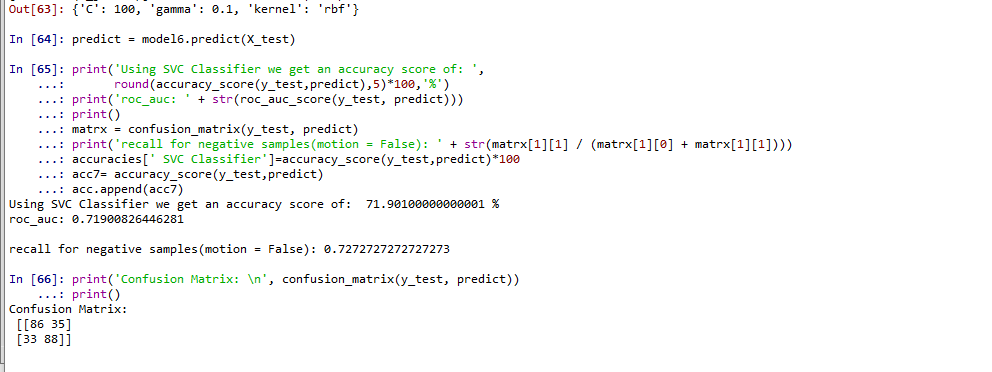 Out[63]: {'C': 100, 'gamma': 0.1, 'kernel': 'rbf'}
In [64]: predict = model6.predict(X_test)
In [65]: print('Using SVC Classifier we get an accuracy score of: ',
...: round(accuracy_score(y_test,predict),5)*100,'%')
...: print('roc_auc: ' + str(roc_auc_score(y_test, predict)))
...: print()
...: matrx = confusion_matrix(y_test, predict)
...: print('recall for negative samples(motion = False): ' + str(matrx[1][1] / (matrx[1][0] + matrx[1][1])))
...: accuracies[' SVC Classifier']=accuracy_score(y_test,predict)*100
...: acc7= accuracy_score(y_test,predict)
...: acc.append(acc7)
Using SVC Classifier we get an accuracy score of:  71.90100000000001 %
roc_auc: 0.71900826446281
recall for negative samples(motion = False): 0.7272727272727273
In [66]: print('Confusion Matrix: \n', confusion_matrix(y_test, predict))
...: print()
Confusion Matrix:
[[86 35]
[33 88]]